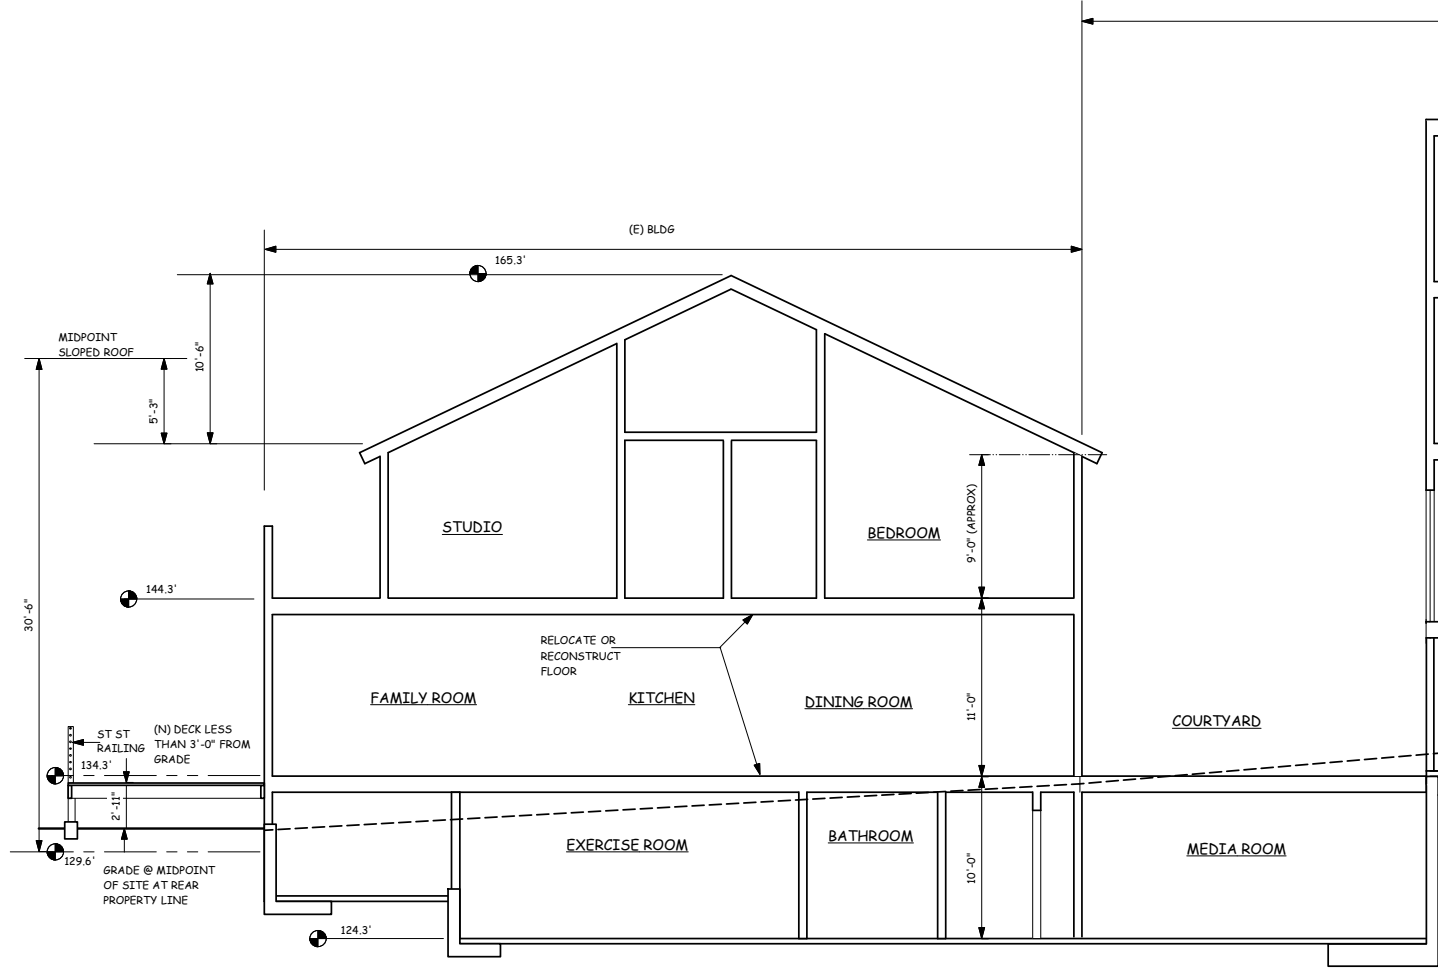 (E) BLDG
165.3'
MIDPOINT
SLOPED ROOF
10'-6"
5'-3"
STUDIO
BEDROOM
9'-0" (APPROX)
144.3'
30'-6"
RELOCATE OR
RECONSTRUCT
FLOOR
FAMILY ROOM
KITCHEN
DINING ROOM
11'-0"
COURTYARD
ST ST
RAILING
(N) DECK LESS
THAN 3'-0" FROM
GRADE
134.3'
2'-11"
EXERCISE ROOM
BATHROOM
MEDIA ROOM
10'-0"
129.6'
GRADE @ MIDPOINT
OF SITE AT REAR
PROPERTY LINE
124.3'